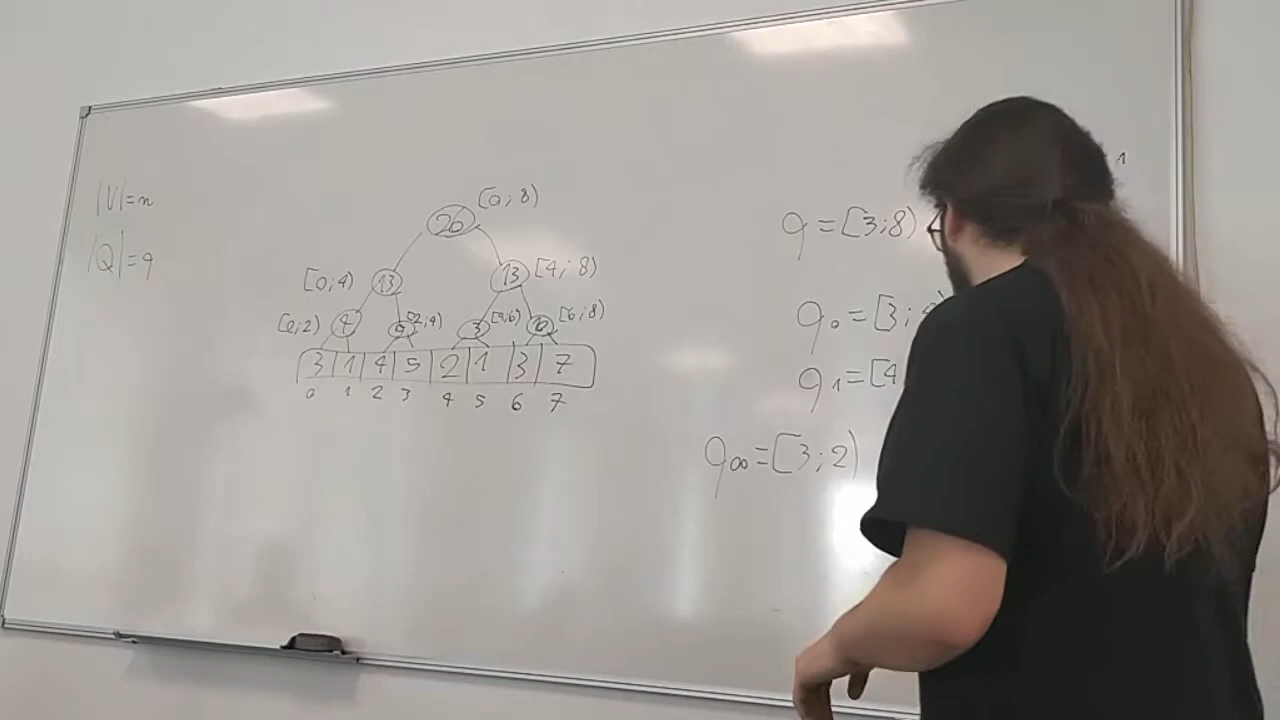 |V|=n
|Q|=q
[0;8)
26
[0;4) 13 13 [4;8)
[0;2) 4 9 [2;4) 3 [4;6) 10 [6;8)
3 1 4 5 2 1 3 7
0 1 2 3 4 5 6 7
1
q=[3;8)
q₀=[3;
q₁=[4
q₀₀=[3;2)